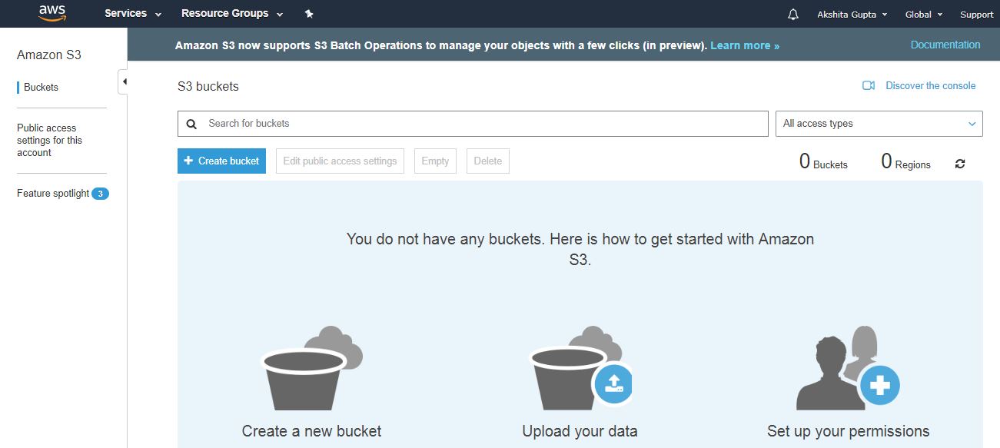 aws Services Resource Groups Akshita Gupta Global Support
Amazon S3 now supports S3 Batch Operations to manage your objects with a few clicks (in preview). Learn more » Documentation
Amazon S3
Buckets
Public access
settings for this
account
Feature spotlight 3
S3 buckets Discover the console
Search for buckets All access types
Create bucket Edit public access settings Empty Delete 0 Buckets 0 Regions
You do not have any buckets. Here is how to get started with Amazon
S3.
Create a new bucket Upload your data Set up your permissions